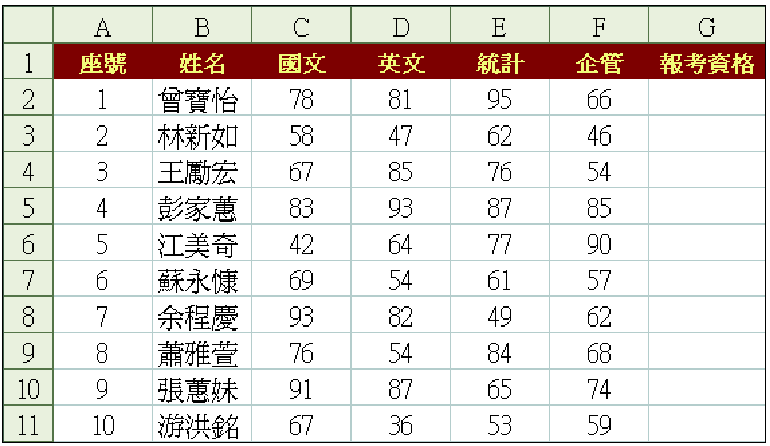 A B C D E F G
1 座號 姓名 國文 英文 統計 企管 報考資格
2 1 曾寶怡 78 81 95 66
3 2 林新如 58 47 62 46
4 3 王勵宏 67 85 76 54
5 4 彭家蕙 83 93 87 85
6 5 江美奇 42 64 77 90
7 6 蘇永慷 69 54 61 57
8 7 余程慶 93 82 49 62
9 8 蕭雅萱 76 54 84 68
10 9 張蕙妹 91 87 65 74
11 10 游洪銘 67 36 53 59